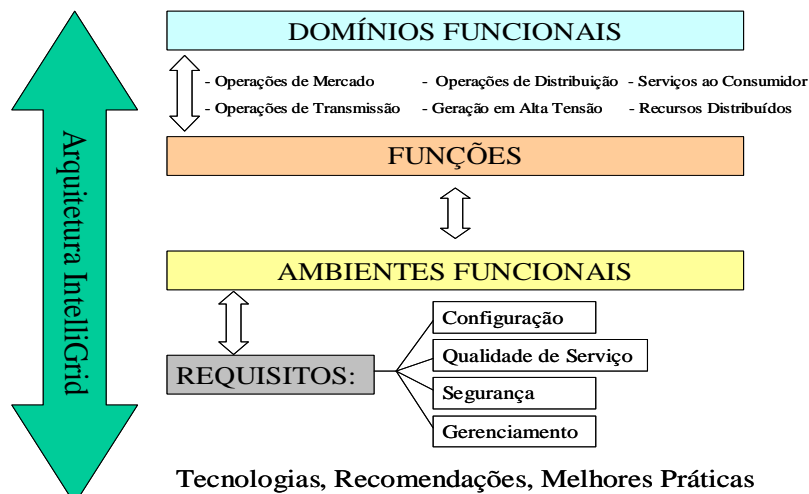 DOMÍNIOS FUNCIONAIS
- Operações de Mercado - Operações de Distribuição - Serviços ao Consumidor
- Operações de Transmissão - Geração em Alta Tensão - Recursos Distribuídos
FUNÇÕES
AMBIENTES FUNCIONAIS
REQUISITOS:
Configuração
Qualidade de Serviço
Segurança
Gerenciamento
Arquitetura IntelliGrid
Tecnologias, Recomendações, Melhores Práticas